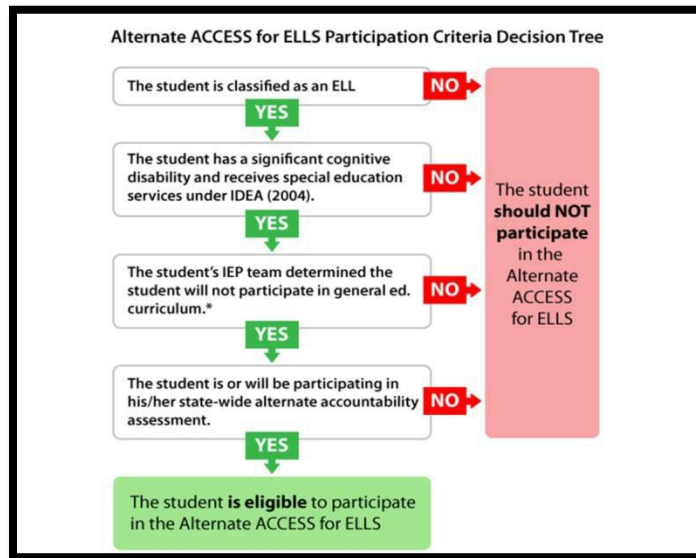 Alternate ACCESS for ELLS Participation Criteria Decision Tree
The student is classified as an ELL
NO
YES
The student has a significant cognitive
disability and receives special education
services under IDEA (2004).
NO
YES
The student's IEP team determined the
student will not participate in general ed.
curriculum.*
NO
YES
The student is or will be participating in
his/her state-wide alternate accountability
assessment.
NO
YES
The student
should NOT
participate
in the
Alternate
ACCESS
for ELLS
The student is eligible to participate
in the Alternate ACCESS for ELLS